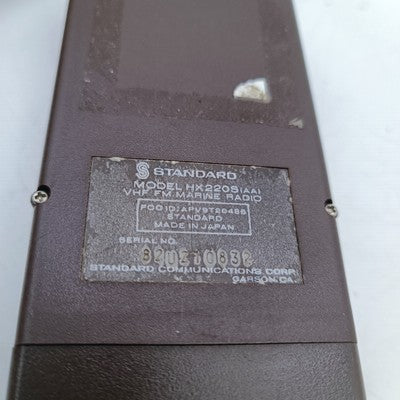 STANDARD
MODEL HX220S(AA)
VHF FM MARINE RADIO
FCC ID:APV9T20486
STANDARD
MADE IN JAPAN
SERIAL NO.
STANDARD COMMUNICATIONS CORP.
CARSON, CA.